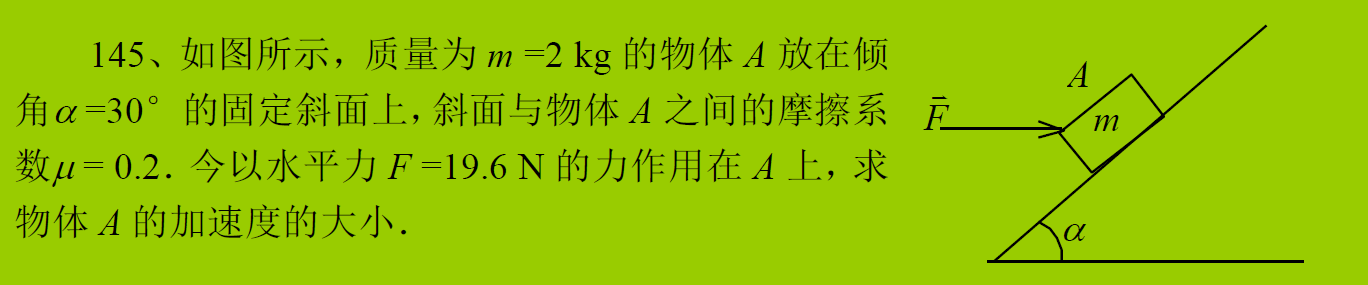 145、如图所示，质量为 m =2 kg 的物体 A 放在倾
角α =30° 的固定斜面上，斜面与物体 A 之间的摩擦系
数μ = 0.2．今以水平力 F =19.6 N 的力作用在 A 上，求
物体 A 的加速度的大小．
A
F⃗
m
α